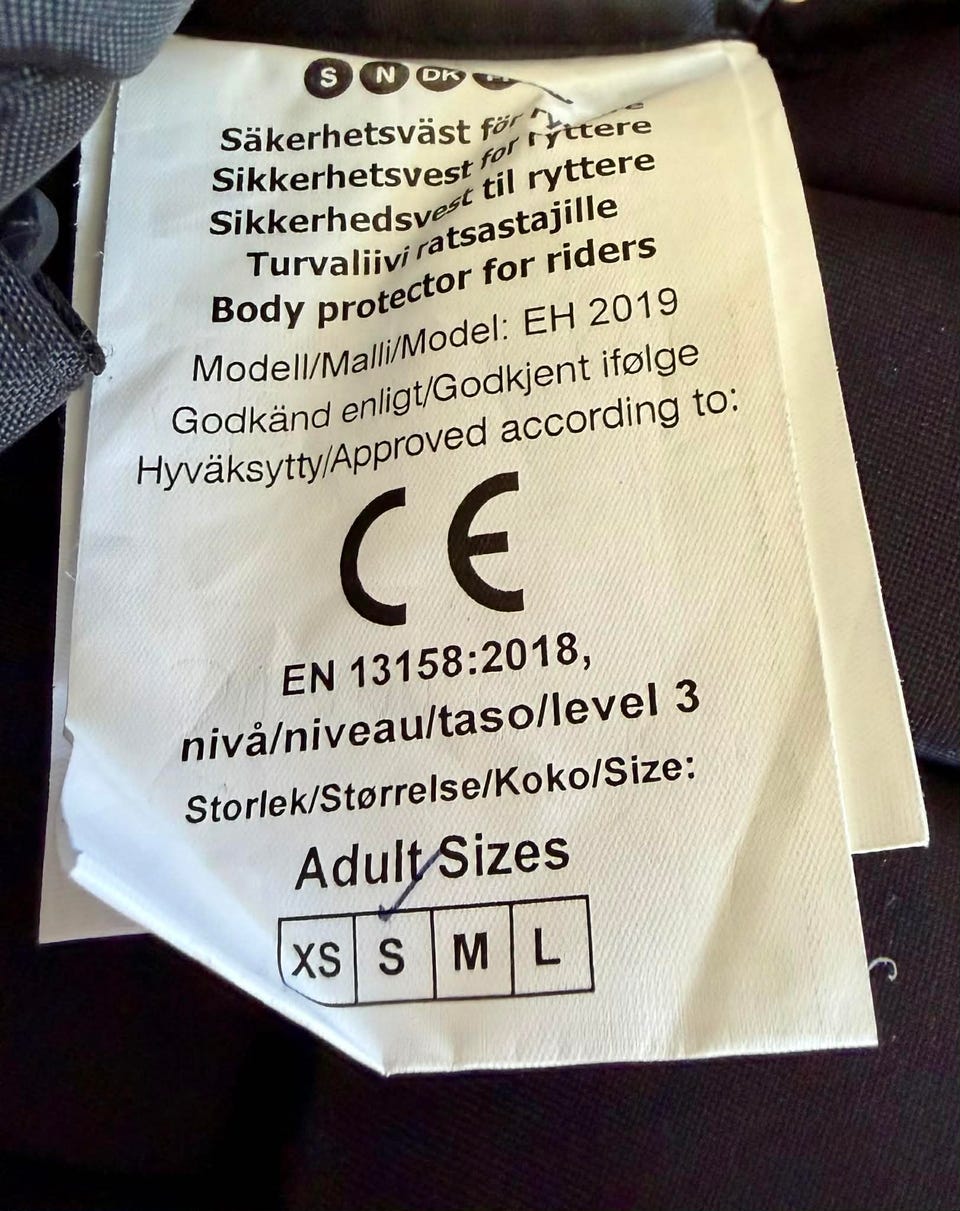 S N DK
Säkerhetsväst för
Sikkerhetsvest for ryttere
Sikkerhedsvest til ryttere
Turvaliivi ratsastajille
Body protector for riders
Modell/Malli/Model: EH 2019
Godkänd enligt/Godkjent ifølge
Hyväksytty/Approved according to:
CE
EN 13158:2018,
nivå/niveau/taso/level 3
Storlek/Størrelse/Koko/Size:
Adult Sizes
XS S M L